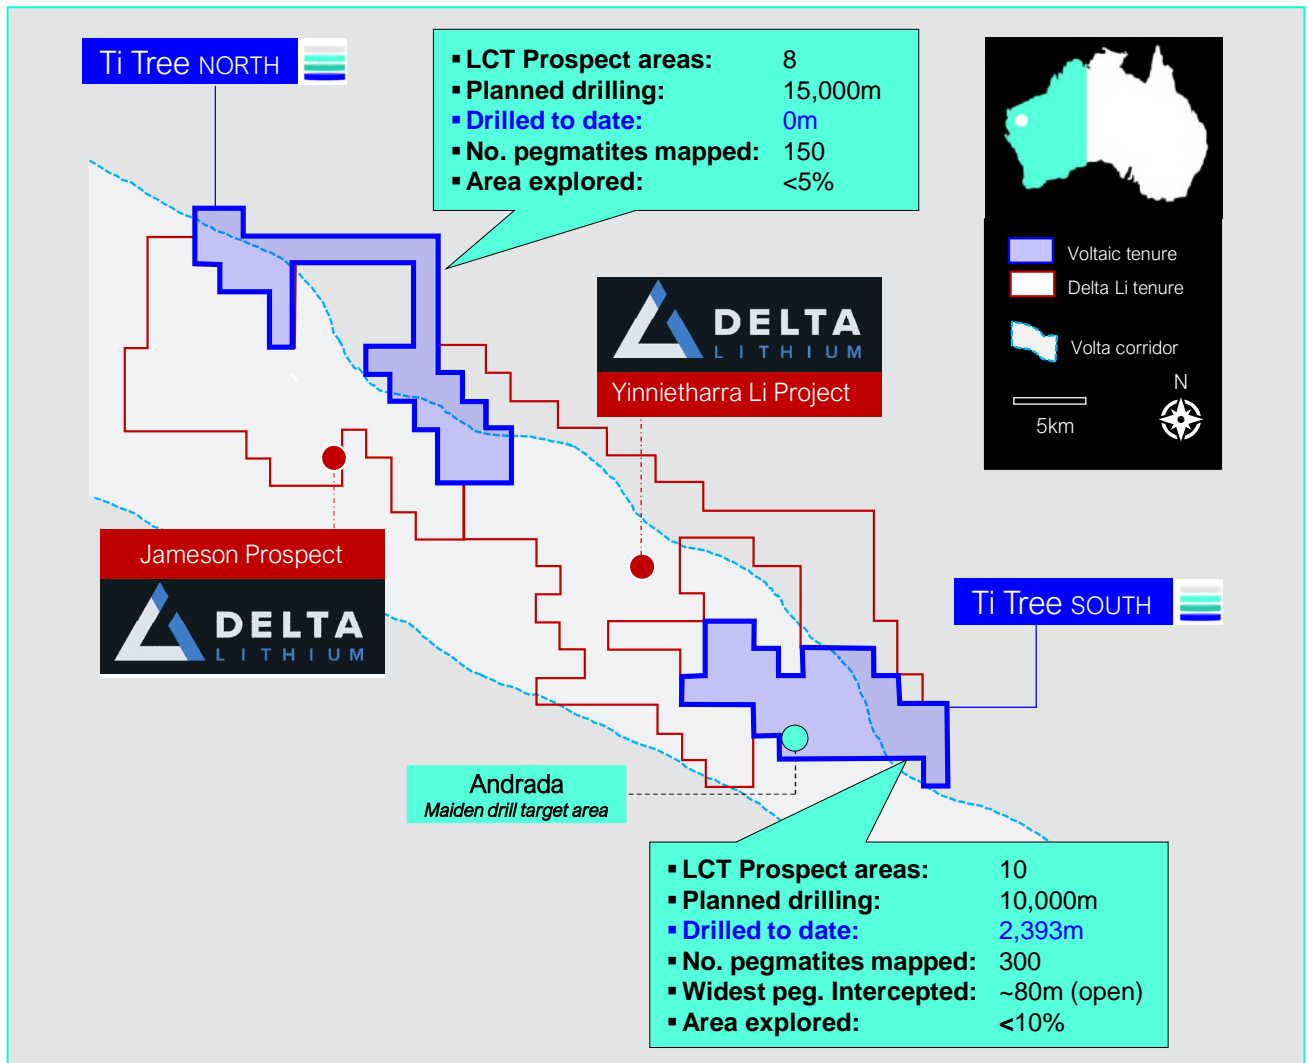 Ti Tree NORTH
▪ LCT Prospect areas: 8
▪ Planned drilling: 15,000m
▪ Drilled to date: 0m
▪ No. pegmatites mapped: 150
▪ Area explored: <5%
Voltaic tenure
Delta Li tenure
Volta corridor
N
5km
DELTA
LITHIUM
Yinnietharra Li Project
Jameson Prospect
DELTA
LITHIUM
Ti Tree SOUTH
Andrada
Maiden drill target area
▪ LCT Prospect areas: 10
▪ Planned drilling: 10,000m
▪ Drilled to date: 2,393m
▪ No. pegmatites mapped: 300
▪ Widest peg. Intercepted: ~80m (open)
▪ Area explored: <10%